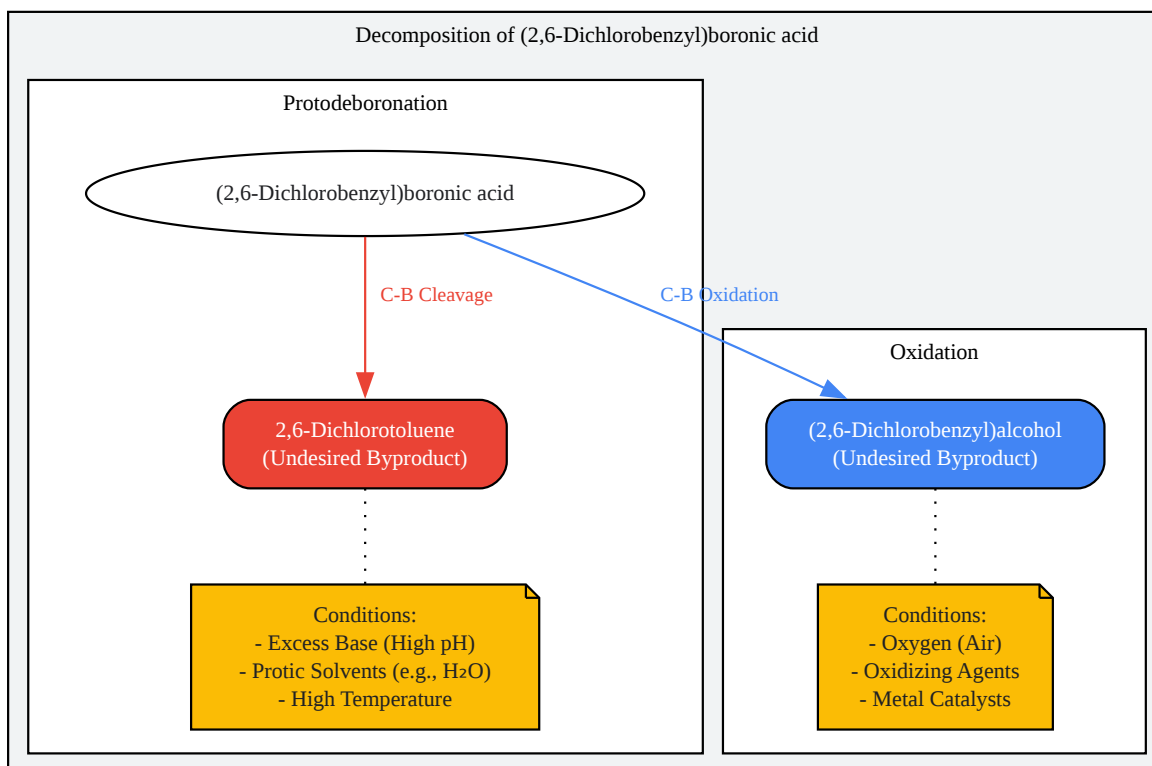 Decomposition of (2,6-Dichlorobenzyl)boronic acid
Protodeboronation
(2,6-Dichlorobenzyl)boronic acid
C-B Cleavage
C-B Oxidation
Oxidation
2,6-Dichlorotoluene
(Undesired Byproduct)
(2,6-Dichlorobenzyl)alcohol
(Undesired Byproduct)
Conditions:
- Excess Base (High pH)
- Protic Solvents (e.g., H₂O)
- High Temperature
Conditions:
- Oxygen (Air)
- Oxidizing Agents
- Metal Catalysts